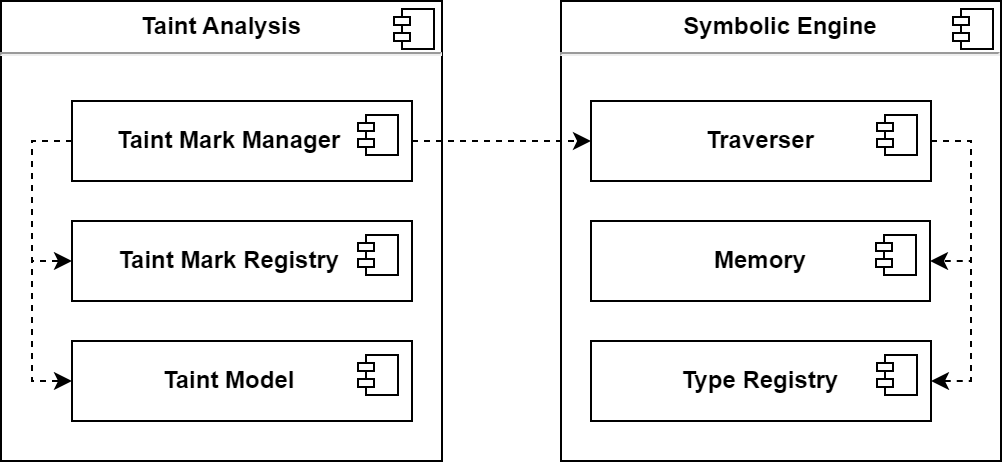 Taint Analysis
Taint Mark Manager
Taint Mark Registry
Taint Model
Symbolic Engine
Traverser
Memory
Type Registry